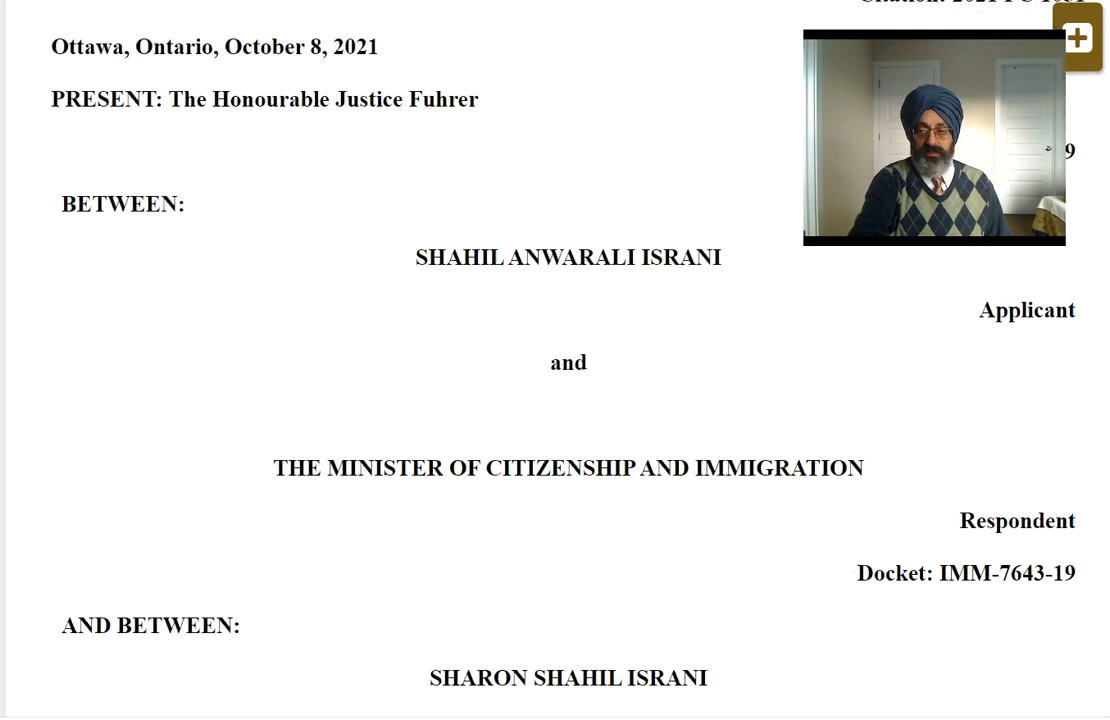 Ottawa, Ontario, October 8, 2021
PRESENT: The Honourable Justice Fuhrer
9
BETWEEN:
SHAHIL ANWARALI ISRANI
Applicant
and
THE MINISTER OF CITIZENSHIP AND IMMIGRATION
Respondent
Docket: IMM-7643-19
AND BETWEEN:
SHARON SHAHIL ISRANI